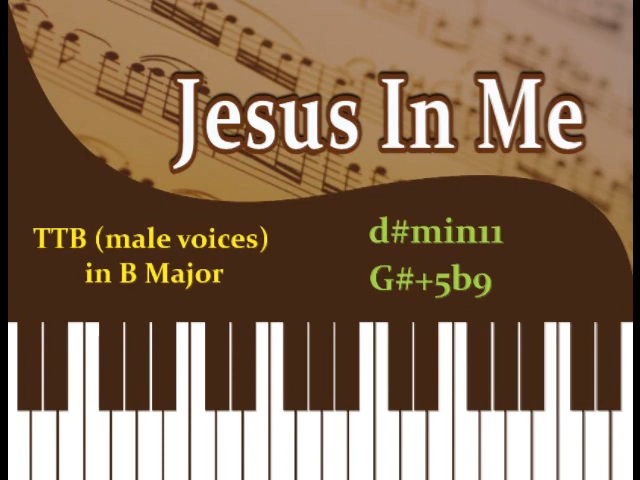 Jesus In Me
TTB (male voices)
in B Major
d#min11
G#+5b9